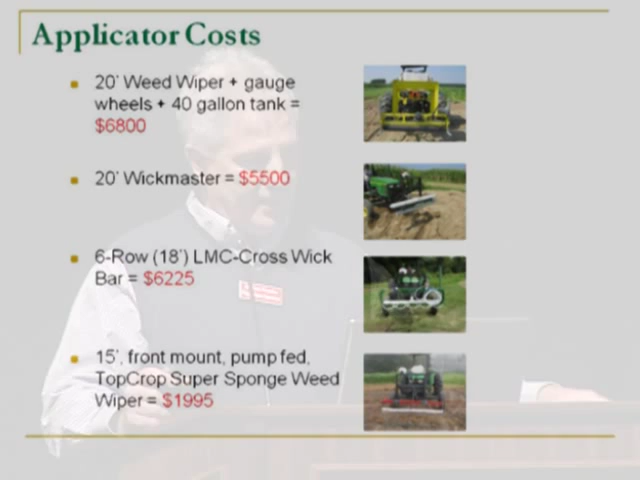 Applicator Costs
20' Weed Wiper + gauge
wheels + 40 gallon tank =
$6800
20' Wickmaster = $5500
6-Row (18') LMC-Cross Wick
Bar = $6225
15', front mount, pump fed,
TopCrop Super Sponge Weed
Wiper = $1995